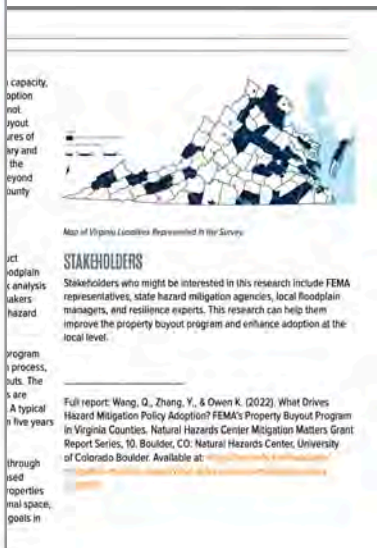 capacity,
option
not
uyout
ures of
ary and
the
eyond
ounty
Map of Virginia Localities Represented in the Survey.
uct
odplain
analysis
akers
hazard
STAKEHOLDERS
Stakeholders who might be interested in this research include FEMA
representatives, state hazard mitigation agencies, local floodplain
managers, and resilience experts. This research can help them
improve the property buyout program and enhance adoption at the
local level.
program
process,
outs. The
s are
A typical
n five years
through
sed
roperties
nal space,
goals in
Full report: Wang, Q., Zhang, Y., & Owen K. (2022). What Drives
Hazard Mitigation Policy Adoption? FEMA's Property Buyout Program
in Virginia Counties. Natural Hazards Center Mitigation Matters Grant
Report Series, 10. Boulder, CO: Natural Hazards Center, University
of Colorado Boulder. Available at: